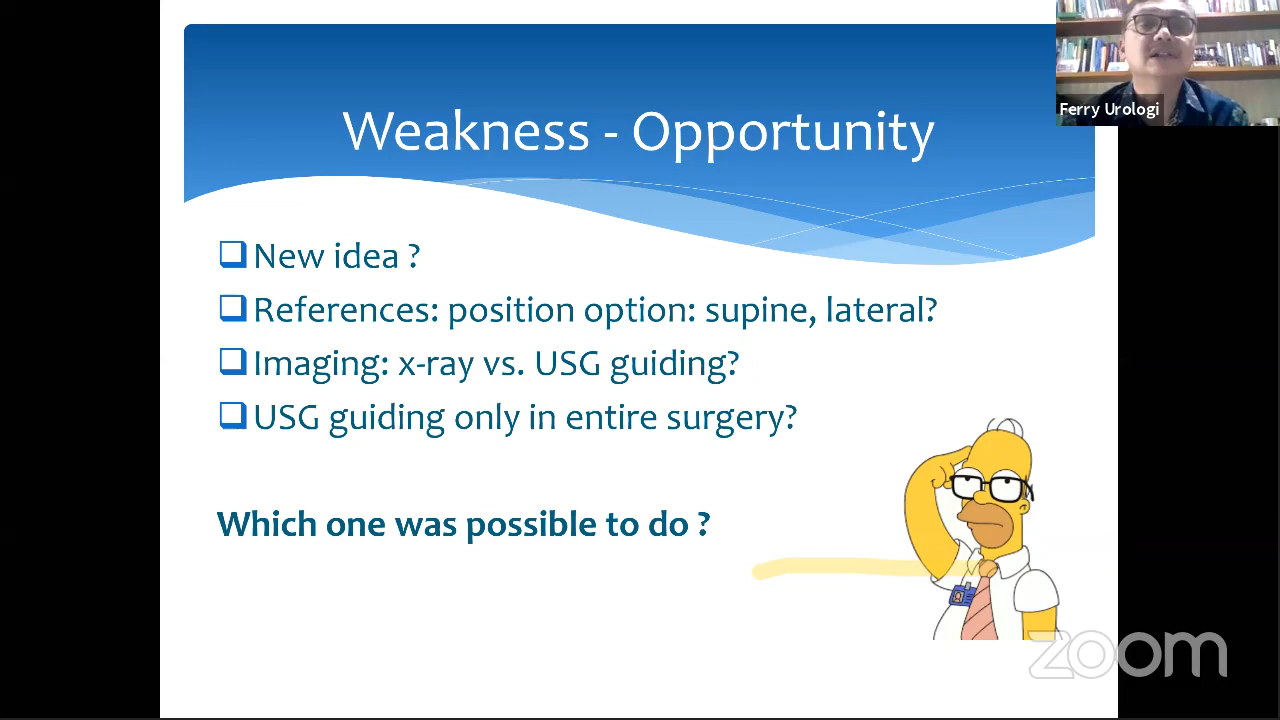 Weakness - Opportunity
Ferry Urologi
New idea ?
References: position option: supine, lateral?
Imaging: x-ray vs. USG guiding?
USG guiding only in entire surgery?
Which one was possible to do ?
zoom